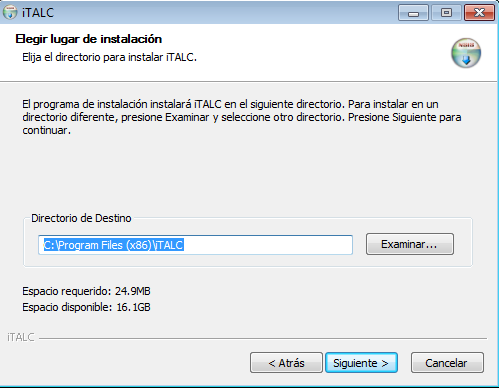 iTALC
Elegir lugar de instalación
Elija el directorio para instalar iTALC.
El programa de instalación instalará iTALC en el siguiente directorio. Para instalar en un
directorio diferente, presione Examinar y seleccione otro directorio. Presione Siguiente para
continuar.
Directorio de Destino
C:\Program Files (x86)\iTALC
Examinar...
Espacio requerido: 24.9MB
Espacio disponible: 16.1GB
iTALC
< Atrás
Siguiente >
Cancelar